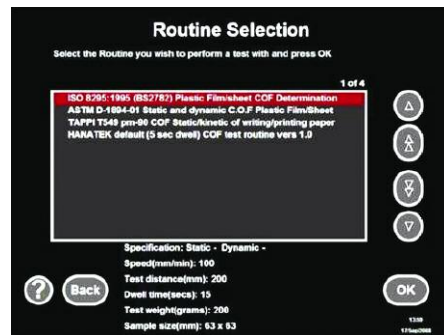 Routine Selection
Select the Routine you wish to perform a test with and press OK
1 of 4
ISO 8295:1995 (BS2782) Plastic Film/sheet COF Determination
ASTM D-1894-01 Static and dynamic C.O.F Plastic Film/Sheet
TAPPI T549 pm-90 COF Static/kinetic of writing/printing paper
HANATEK default (5 sec dwell) COF test routine vers 1.0
Specification: Static - Dynamic -
Speed(mm/min): 100
Test distance(mm): 200
? Back
Dwell time(secs): 15
OK
Test weight(grams): 200
Sample size(mm): 63 x 63
13:59
17Sep2008